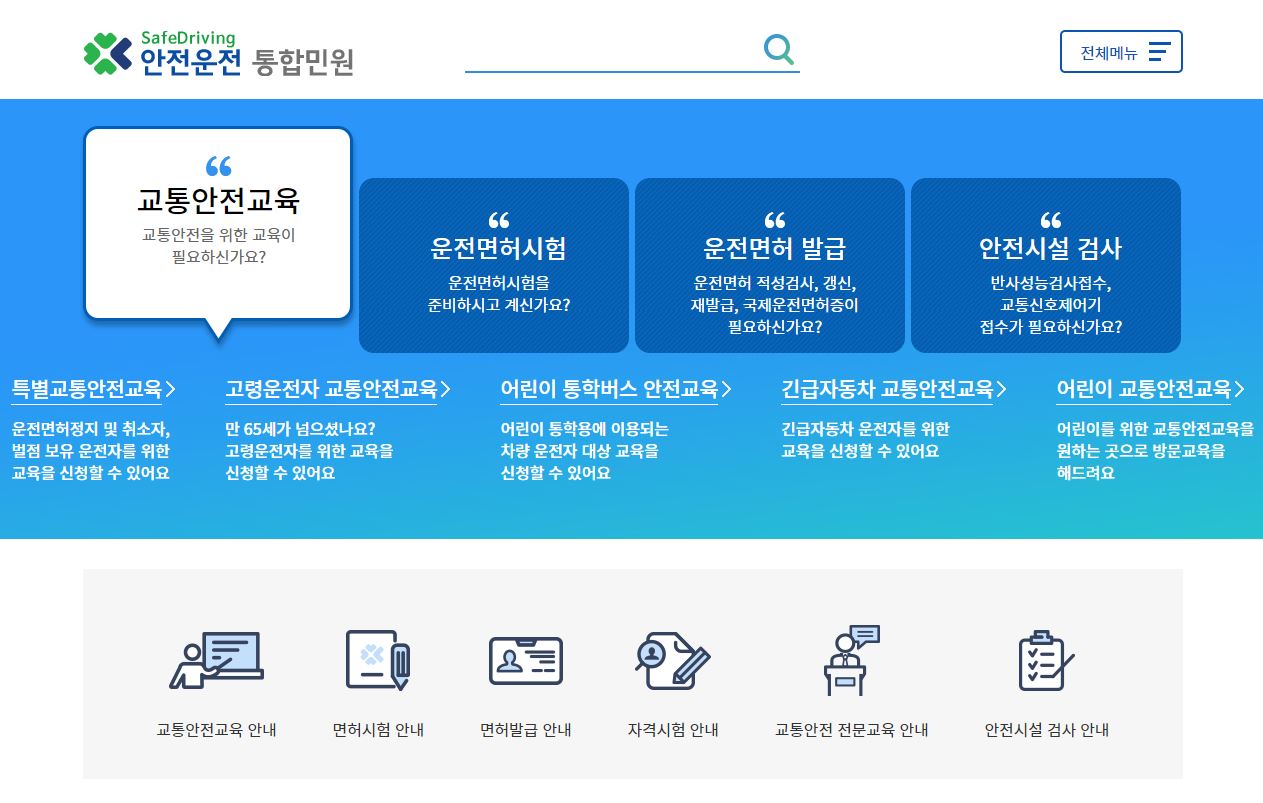 SafeDriving
안전운전 통합민원
전체메뉴
교통안전교육
교통안전을 위한 교육이
필요하신가요?
운전면허시험
운전면허시험을
준비하시고 계신가요?
운전면허 발급
운전면허 적성검사, 갱신,
재발급, 국제운전면허증이
필요하신가요?
안전시설 검사
반사성능검사접수,
교통신호제어기
접수가 필요하신가요?
특별교통안전교육
운전면허정지 및 취소자,
벌점 보유 운전자를 위한
교육을 신청할 수 있어요
고령운전자 교통안전교육
만 65세가 넘으셨나요?
고령운전자를 위한 교육을
신청할 수 있어요
어린이 통학버스 안전교육
어린이 통학용에 이용되는
차량 운전자 대상 교육을
신청할 수 있어요
긴급자동차 교통안전교육
긴급자동차 운전자를 위한
교육을 신청할 수 있어요
어린이 교통안전교육
어린이를 위한 교통안전교육을
원하는 곳으로 방문교육을
해드려요
교통안전교육 안내
면허시험 안내
면허발급 안내
자격시험 안내
교통안전 전문교육 안내
안전시설 검사 안내